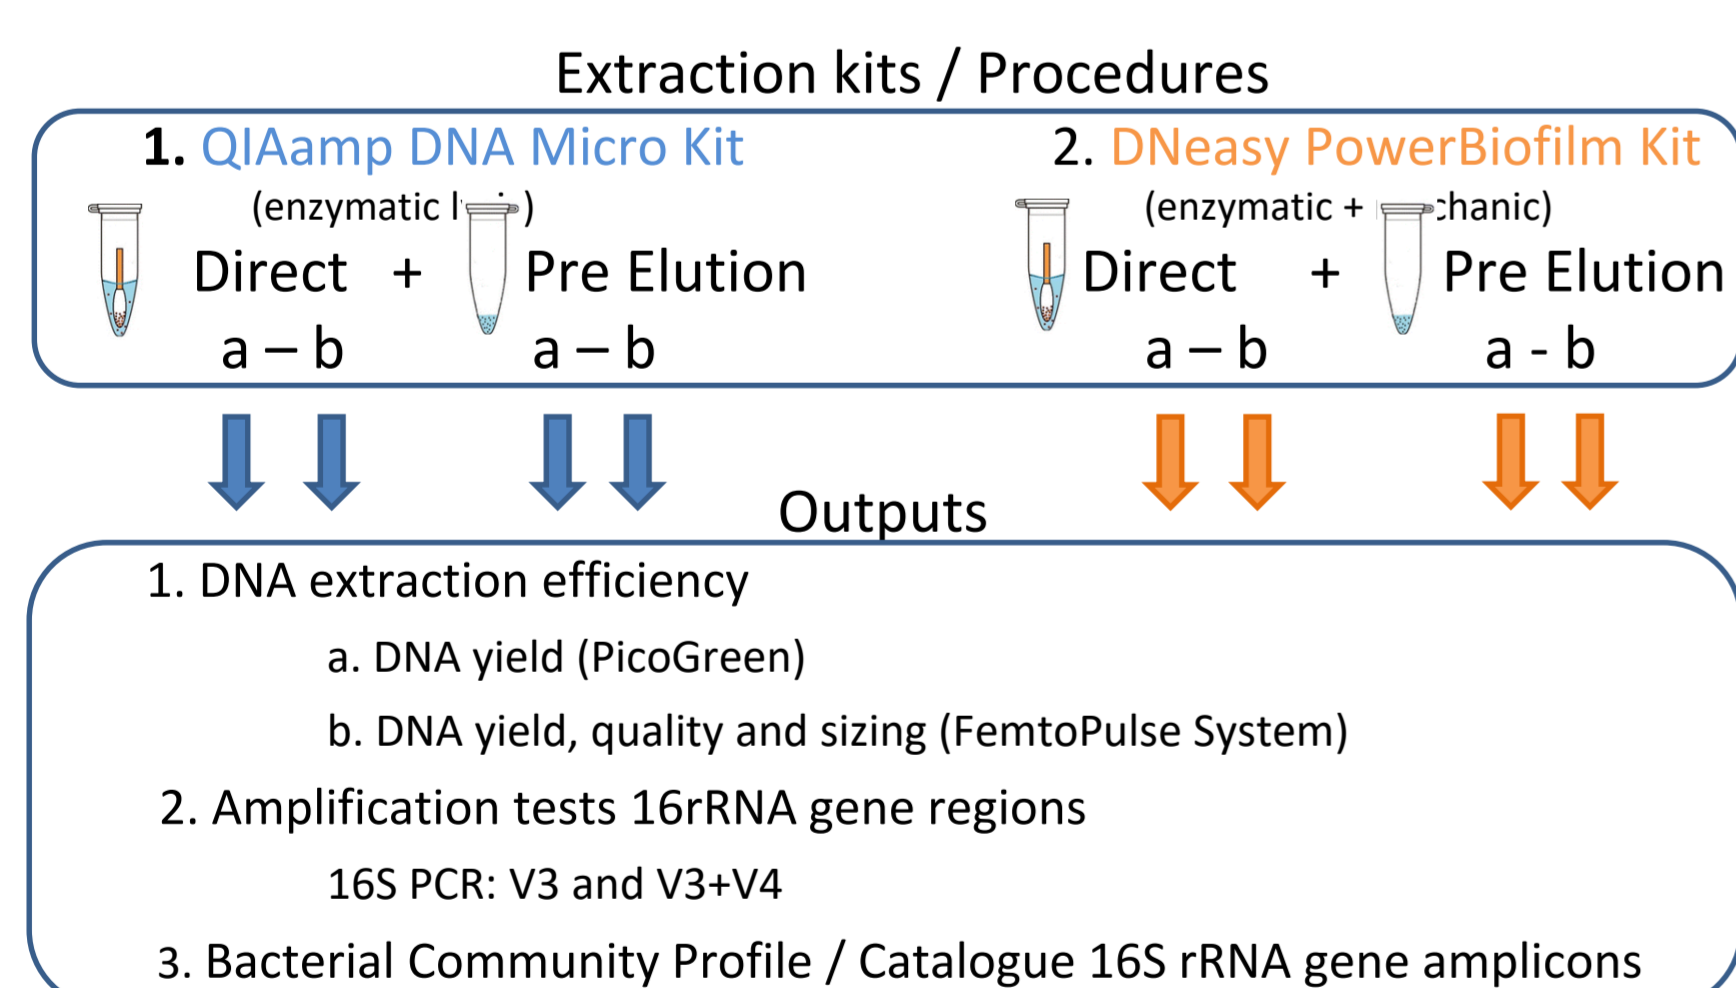 Extraction kits / Procedures
1. QIAamp DNA Micro Kit
2. DNeasy PowerBiofilm Kit
(enzymatic )
(enzymatic + )
Direct + Pre Elution
Direct + Pre Elution
a – b a – b
a – b a - b
Outputs
1. DNA extraction efficiency
a. DNA yield (PicoGreen)
b. DNA yield, quality and sizing (FemtoPulse System)
2. Amplification tests 16rRNA gene regions
16S PCR: V3 and V3+V4
3. Bacterial Community Profile / Catalogue 16S rRNA gene amplicons